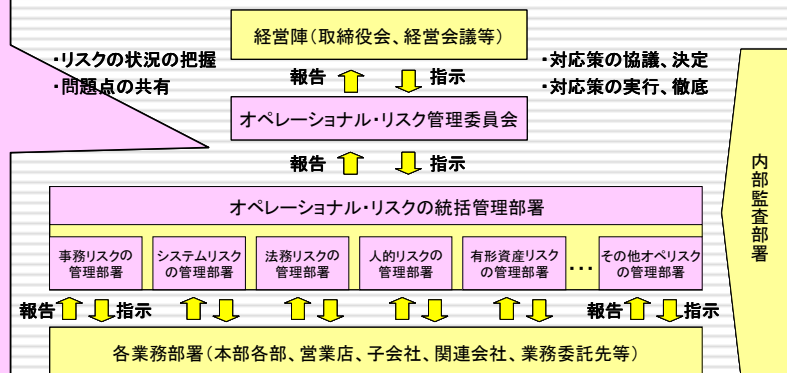 経営陣(取締役会、経営会議等)
・リスクの状況の把握
・問題点の共有
報告
指示
・対応策の協議、決定
・対応策の実行、徹底
オペレーショナル・リスク管理委員会
報告
指示
内部監査部署
オペレーショナル・リスクの統括管理部署
事務リスクの
管理部署
システムリスク
の管理部署
法務リスクの
管理部署
人的リスクの
管理部署
有形資産リスク
の管理部署
…
その他オペリスク
の管理部署
報告
指示
報告
指示
各業務部署(本部各部、営業店、子会社、関連会社、業務委託先等)